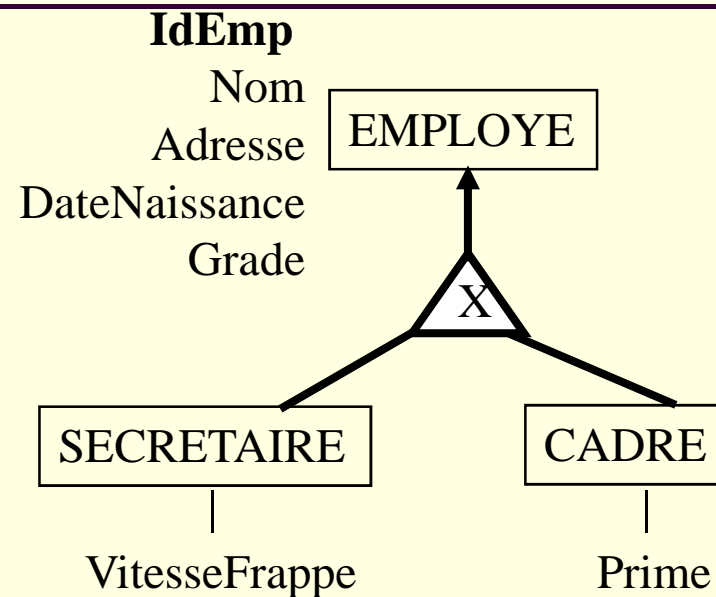 IdEmp
Nom
Adresse
DateNaissance
Grade
EMPLOYE
X
SECRETAIRE
CADRE
VitesseFrappe
Prime